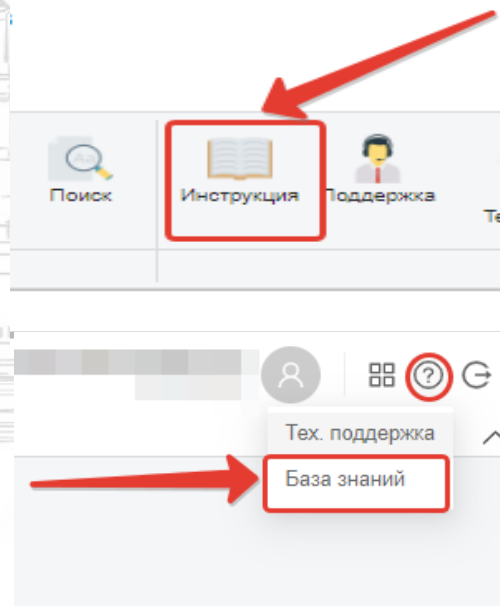 Поиск
Инструкция
Поддержка
Тех. поддержка
База знаний